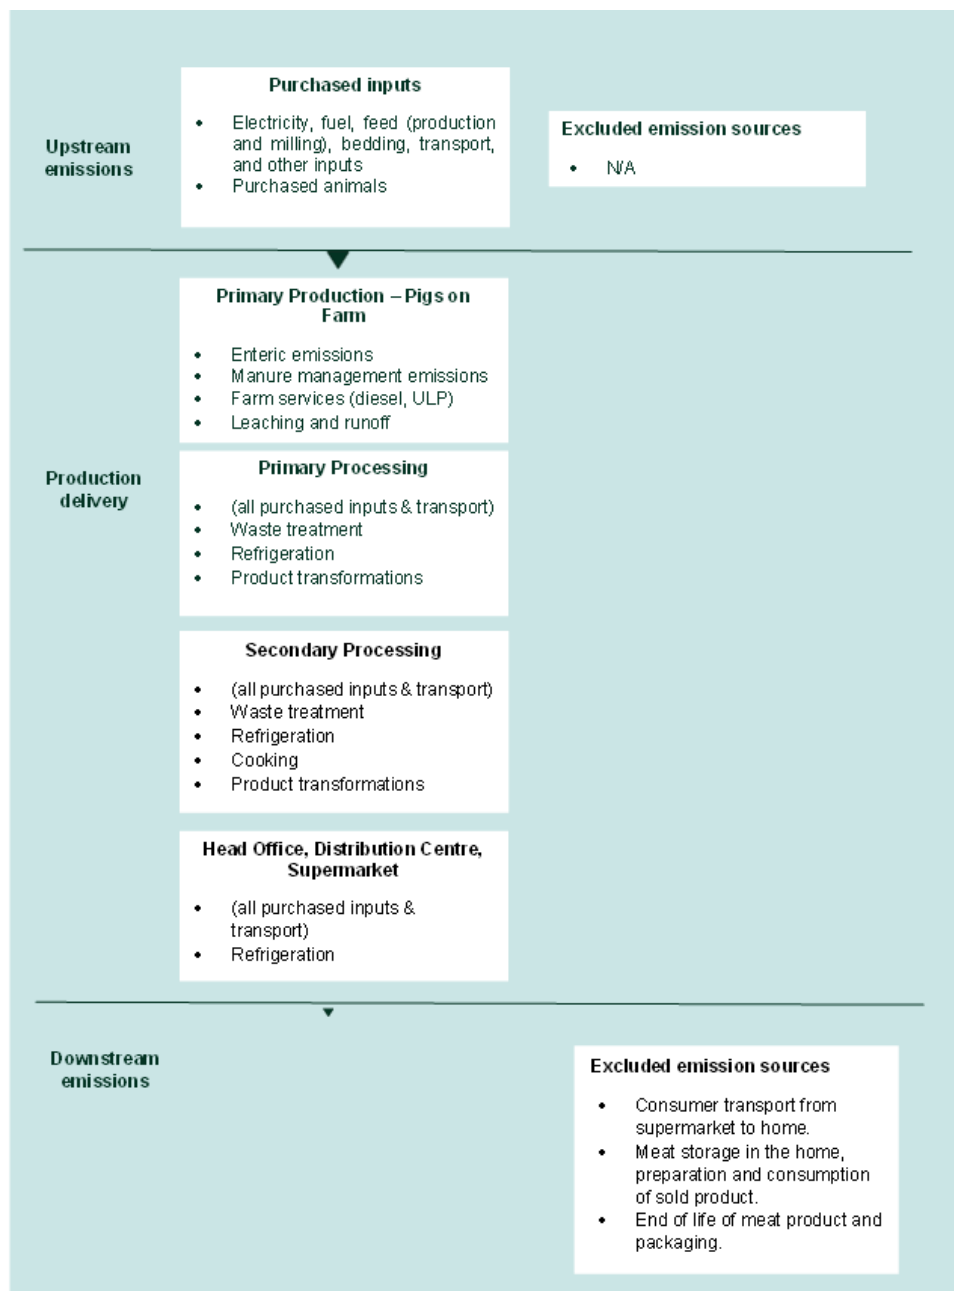 Upstream
emissions
Purchased inputs
• Electricity, fuel, feed (production
and milling), bedding, transport,
and other inputs
• Purchased animals
Excluded emission sources
• N/A
Production
delivery
Primary Production – Pigs on
Farm
• Enteric emissions
• Manure management emissions
• Farm services (diesel, ULP)
• Leaching and runoff
Primary Processing
• (all purchased inputs & transport)
• Waste treatment
• Refrigeration
• Product transformations
Secondary Processing
• (all purchased inputs & transport)
• Waste treatment
• Refrigeration
• Cooking
• Product transformations
Head Office, Distribution Centre,
Supermarket
• (all purchased inputs &
transport)
• Refrigeration
Downstream
emissions
Excluded emission sources
• Consumer transport from
supermarket to home.
• Meat storage in the home,
preparation and consumption
of sold product.
• End of life of meat product and
packaging.